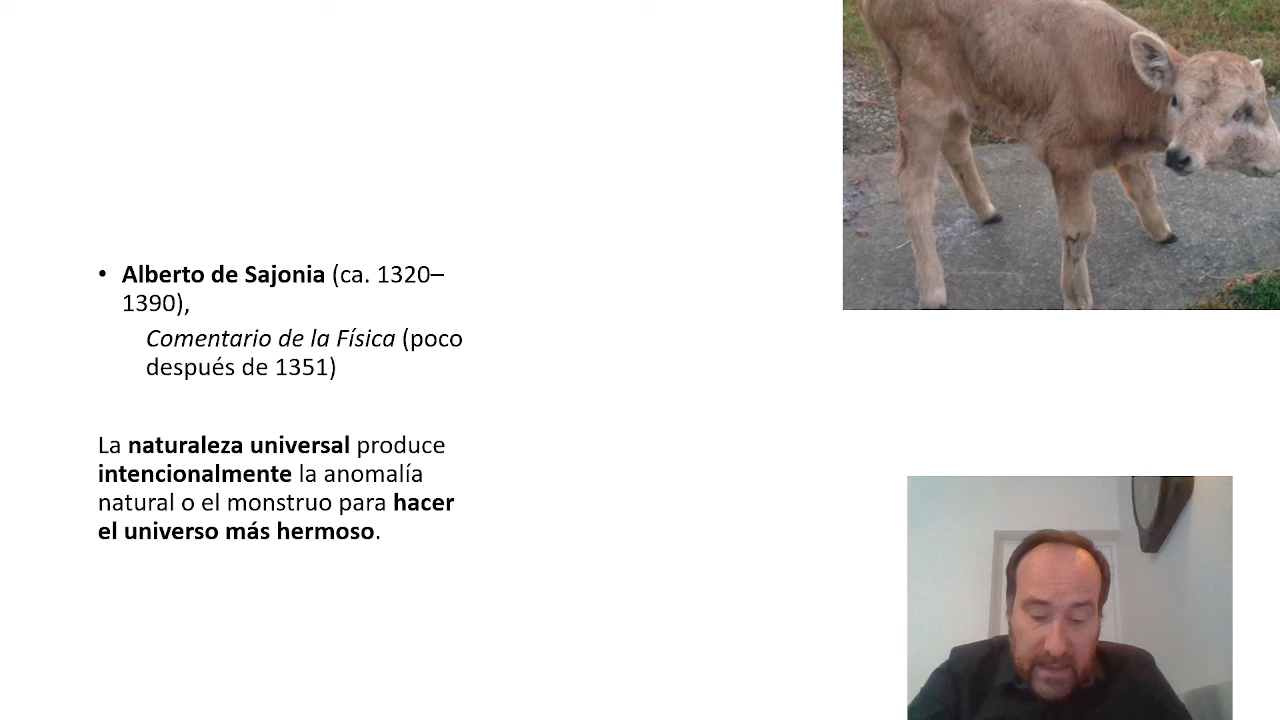 • Alberto de Sajonia (ca. 1320–
1390),
Comentario de la Física (poco
después de 1351)
La naturaleza universal produce
intencionalmente la anomalía
natural o el monstruo para hacer
el universo más hermoso.